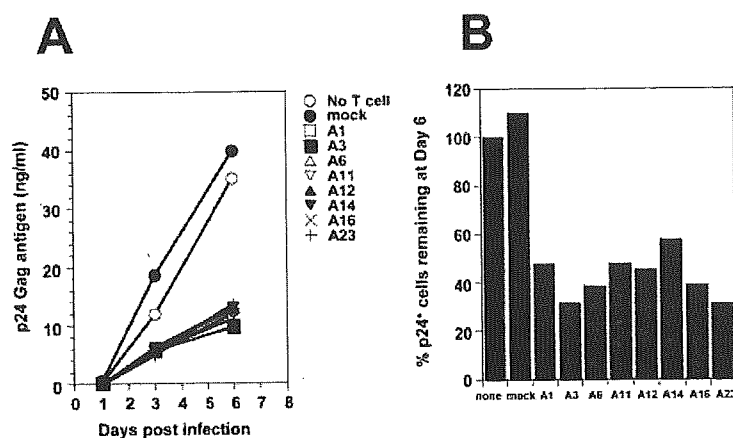 A
p24 Gag antigen (ng/ml)
50
40
30
20
10
0
0 1 2 3 4 5 6 7 8
Days post infection
No T cell
mock
A1
A3
A6
A11
A12
A14
A16
A23
B
% p24+ cells remaining at Day 6
120
100
80
60
40
20
0
none mock A1 A3 A6 A11 A12 A14 A16 A23